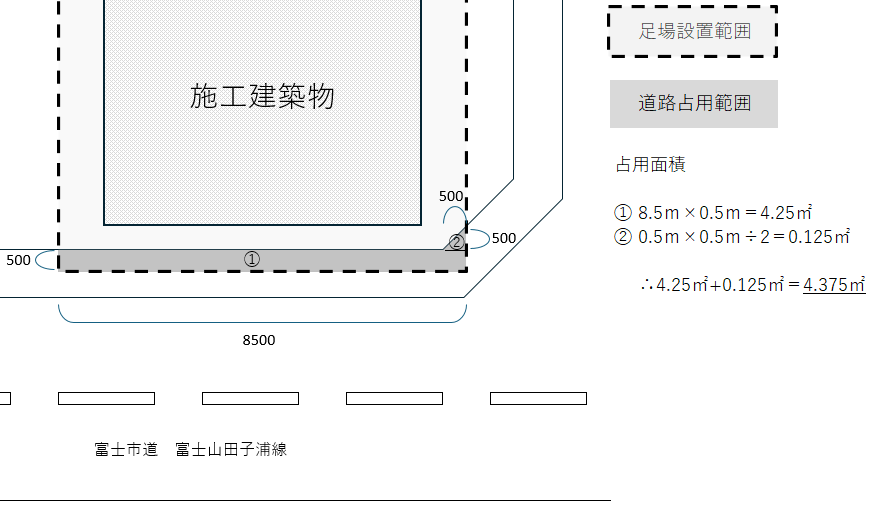 足場設置範囲
施工建築物
道路占用範囲
占用面積
500
① 8.5m×0.5m＝4.25㎡
② 0.5m×0.5m÷2＝0.125㎡
②
500
500
①
∴4.25㎡+0.125㎡＝4.375㎡
8500
富士市道　富士山田子浦線